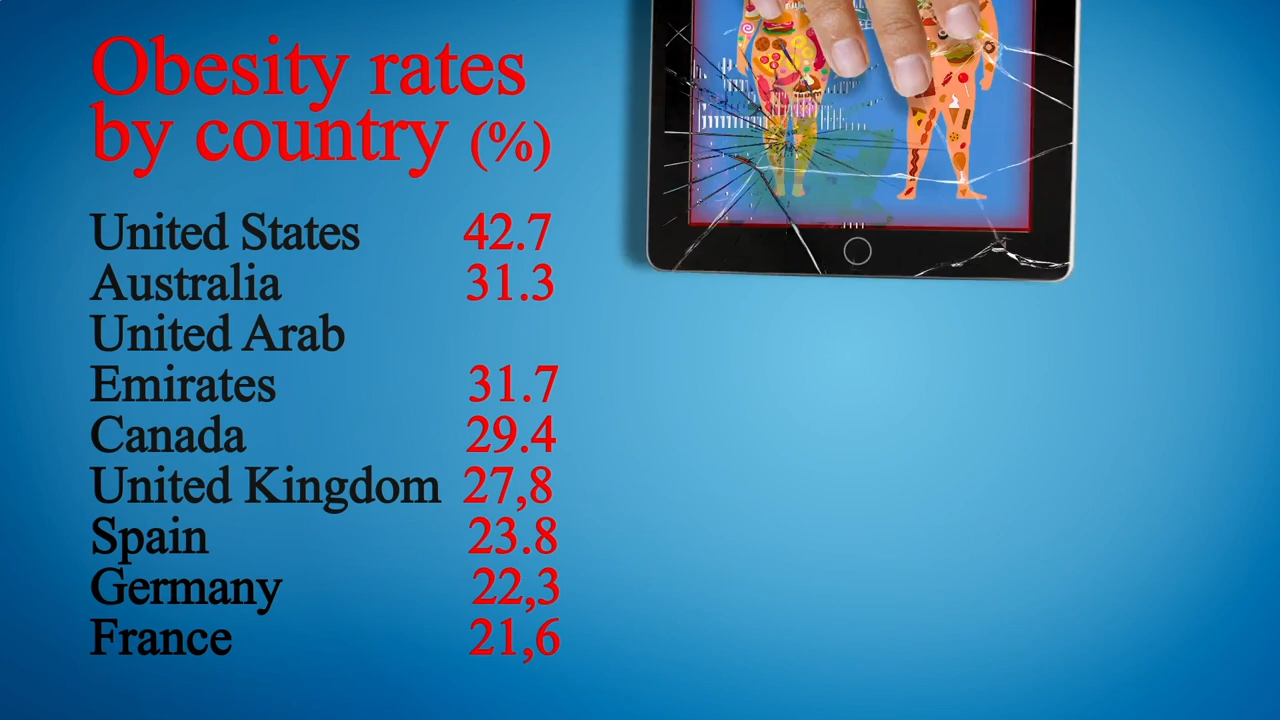 Obesity rates
by country (%)
United States 42.7
Australia 31.3
United Arab
Emirates 31.7
Canada 29.4
United Kingdom 27,8
Spain 23.8
Germany 22,3
France 21,6